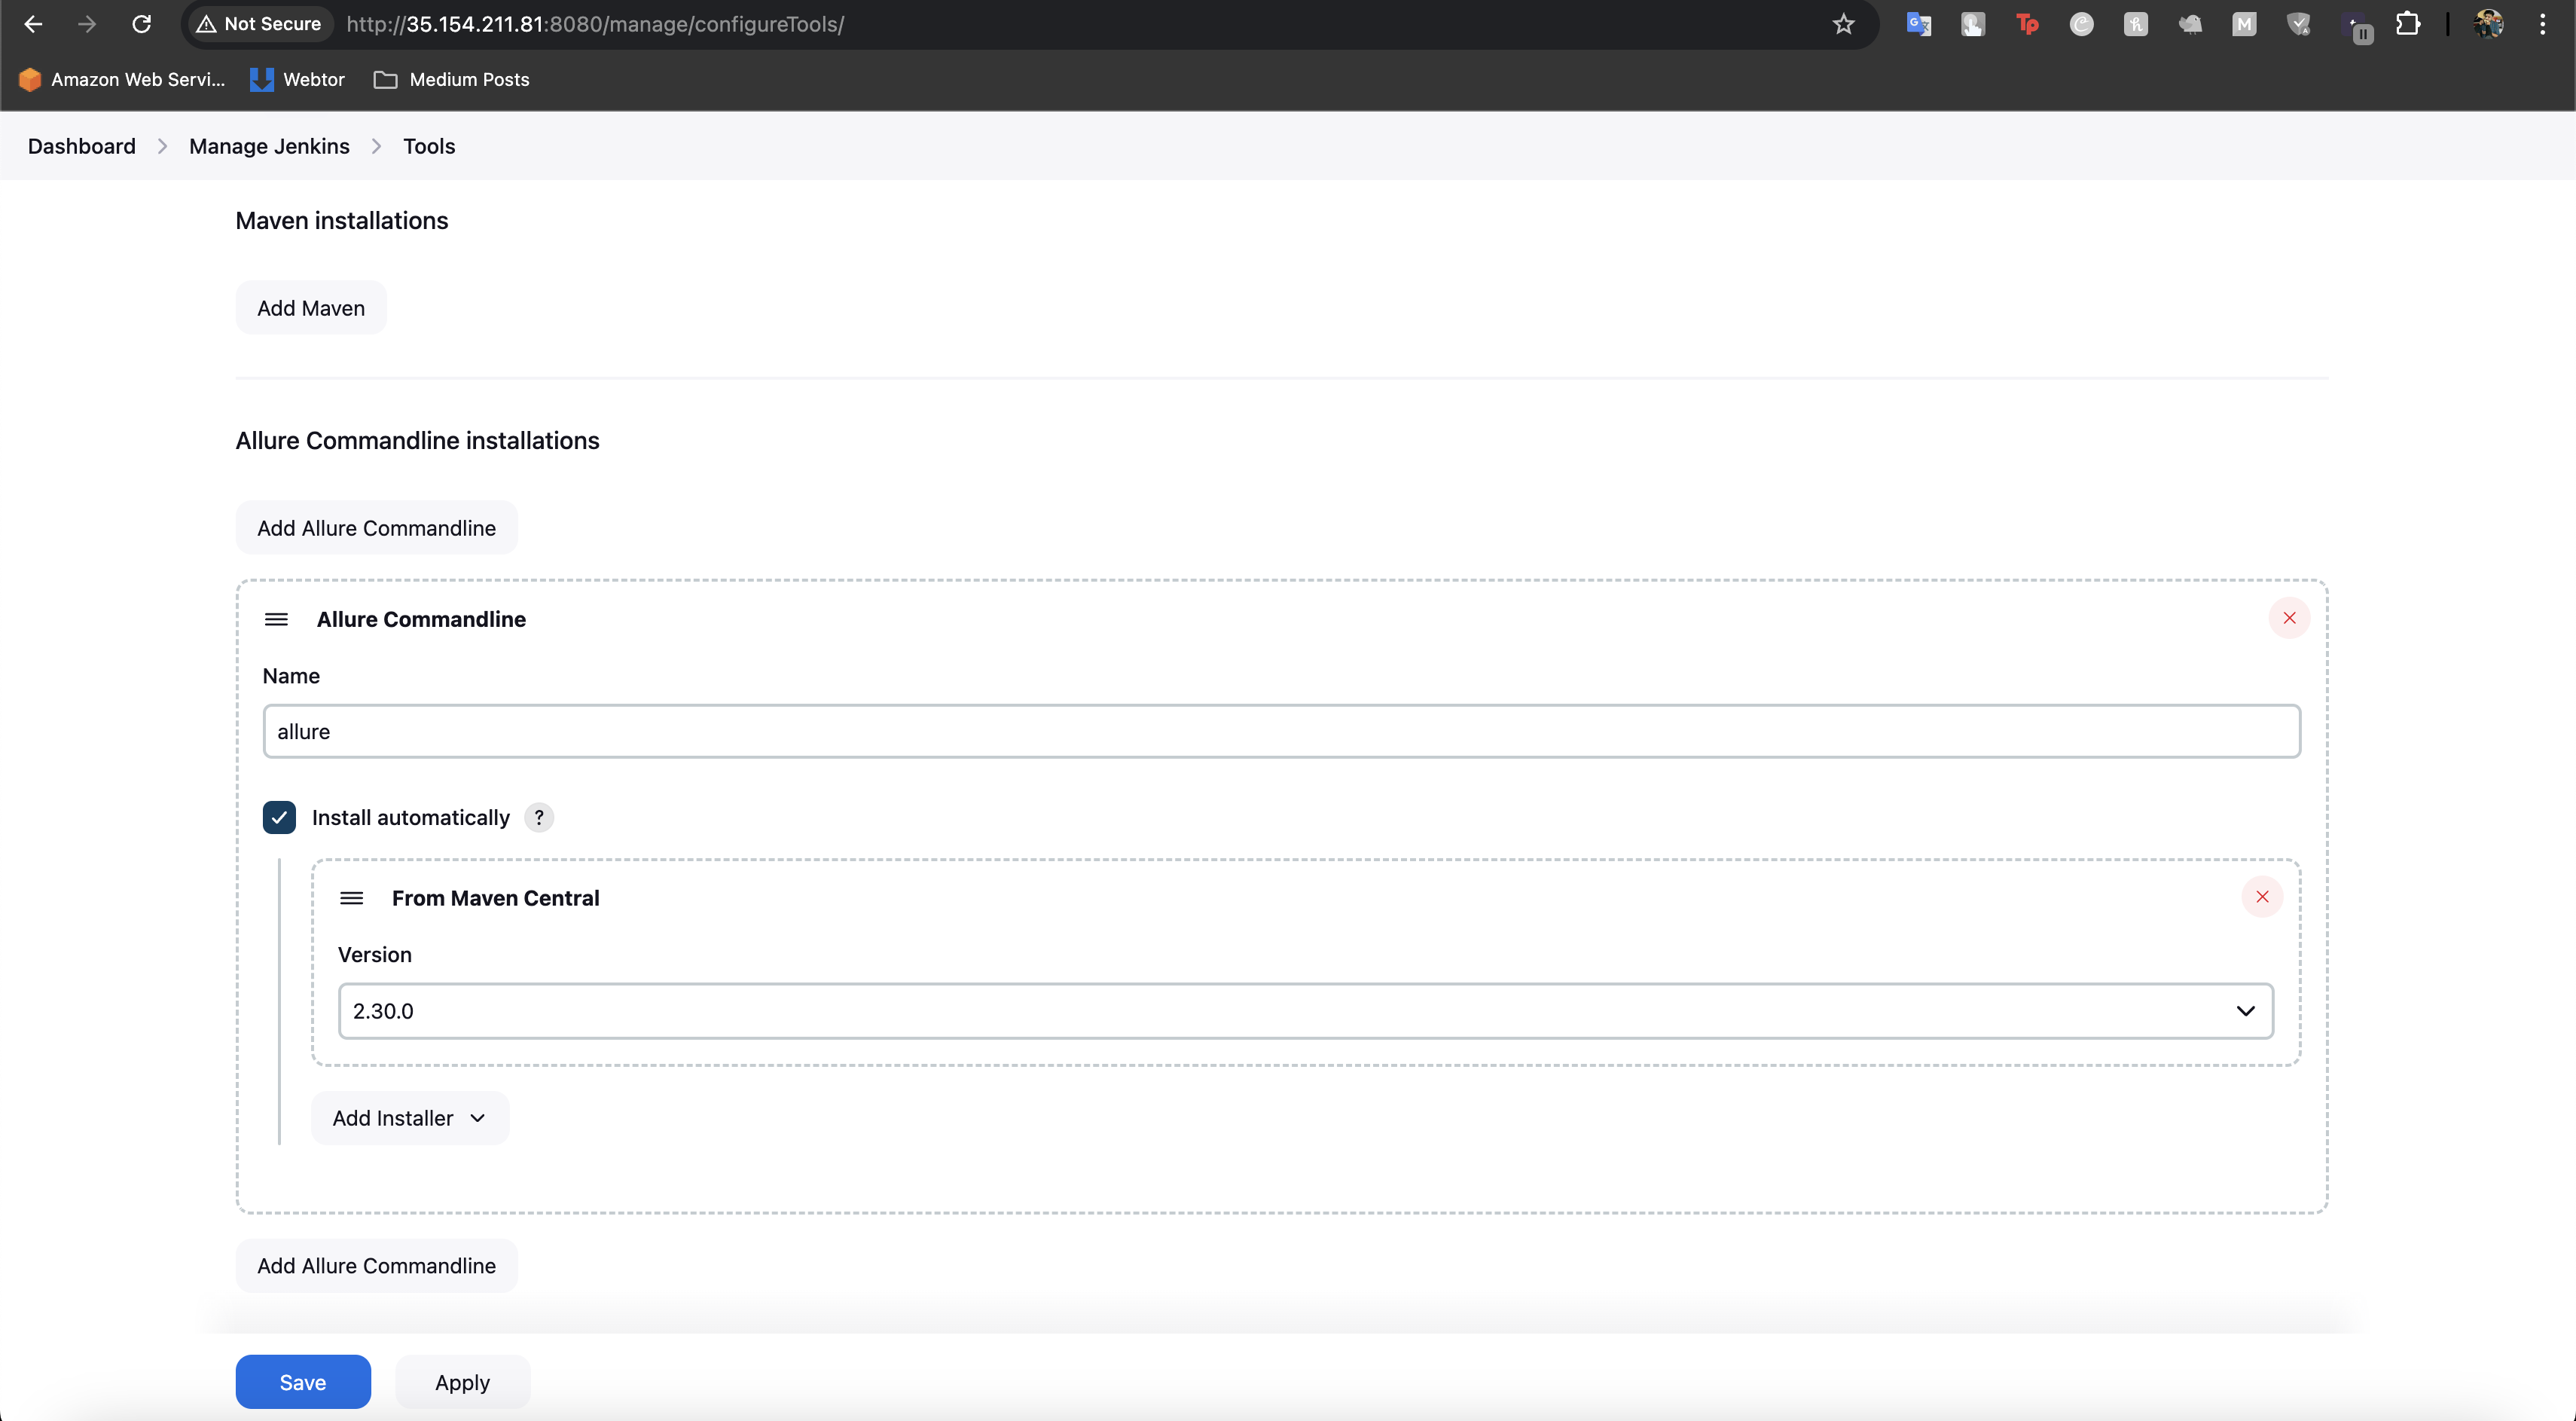 Not Secure http://35.154.211.81:8080/manage/configureTools/
Amazon Web Servi... Webtor Medium Posts
Dashboard Manage Jenkins Tools
Maven installations
Add Maven
Allure Commandline installations
Add Allure Commandline
Allure Commandline
Name
allure
Install automatically ?
From Maven Central
Version
2.30.0
Add Installer
Add Allure Commandline
Save Apply